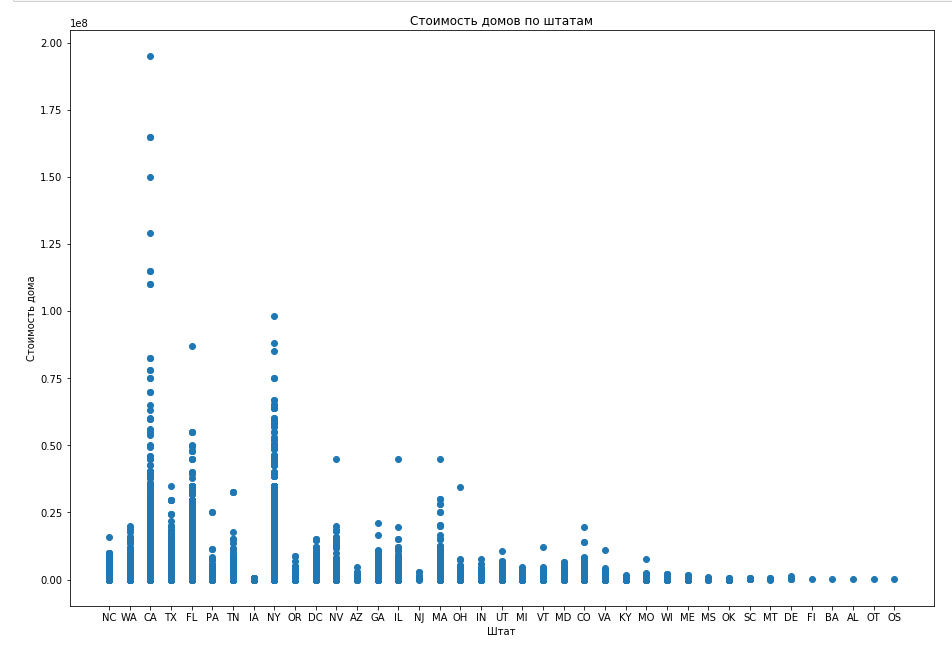 Стоимость домов по штатам
1e8
2.00
1.75
1.50
1.25
1.00
0.75
0.50
0.25
0.00
Стоимость дома
NC WA CA TX FL PA TN IA NY OR DC NV AZ GA IL NJ MA OH IN UT MI VT MD CO VA KY MO WI ME MS OK SC MT DE FI BA AL OT OS
Штат